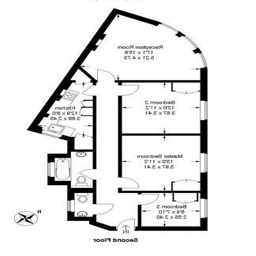 Reception Room
17'1 x 15'6
5.21 x 4.73
Kitchen
12'9 x 8'0
3.89 x 2.43
Bedroom 2
12'0 x 11'2
3.67 x 3.41
Master Bedroom
13'0 x 11'2
3.97 x 3.41
Bedroom 3
8'4 x 7'10
2.55 x 2.40
N
IN
Second Floor